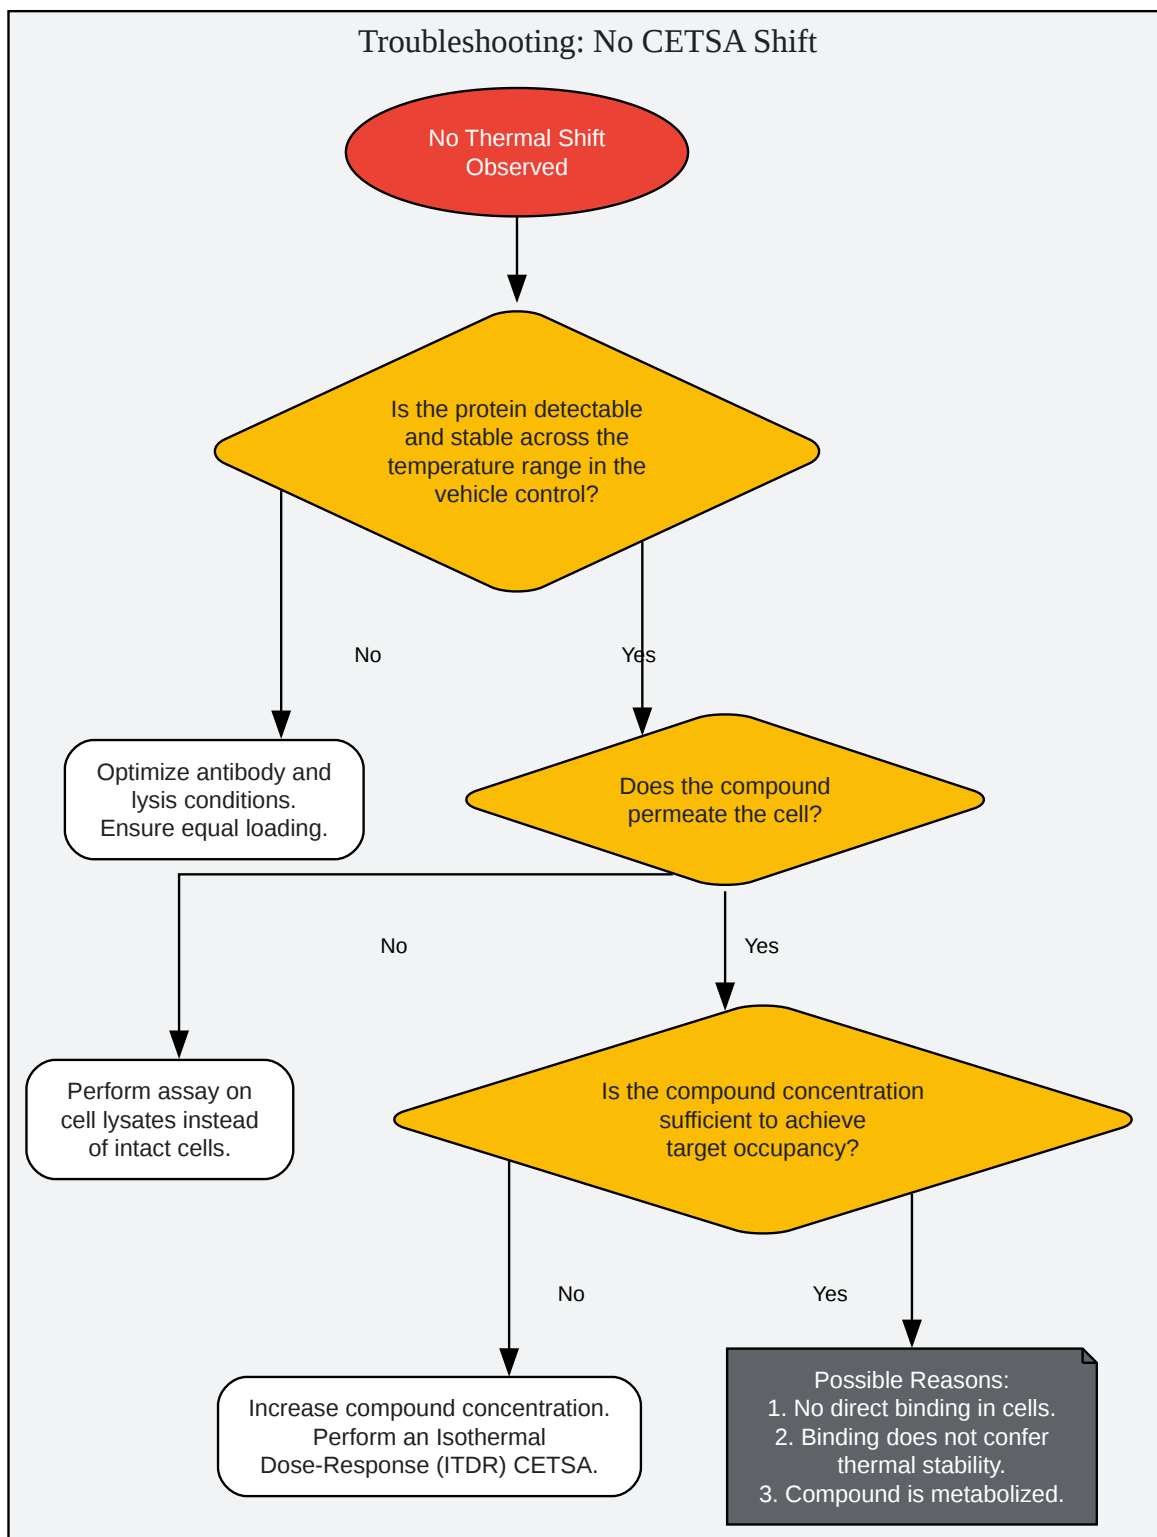 Troubleshooting: No CETSA Shift
No Thermal Shift
Observed
Is the protein detectable
and stable across the
temperature range in the
vehicle control?
No
Yes
Optimize antibody and
lysis conditions.
Ensure equal loading.
Does the compound
permeate the cell?
No
Yes
Perform assay on
cell lysates instead
of intact cells.
Is the compound concentration
sufficient to achieve
target occupancy?
No
Yes
Increase compound concentration.
Perform an Isothermal
Dose-Response (ITDR) CETSA.
Possible Reasons:
1. No direct binding in cells.
2. Binding does not confer
thermal stability.
3. Compound is metabolized.